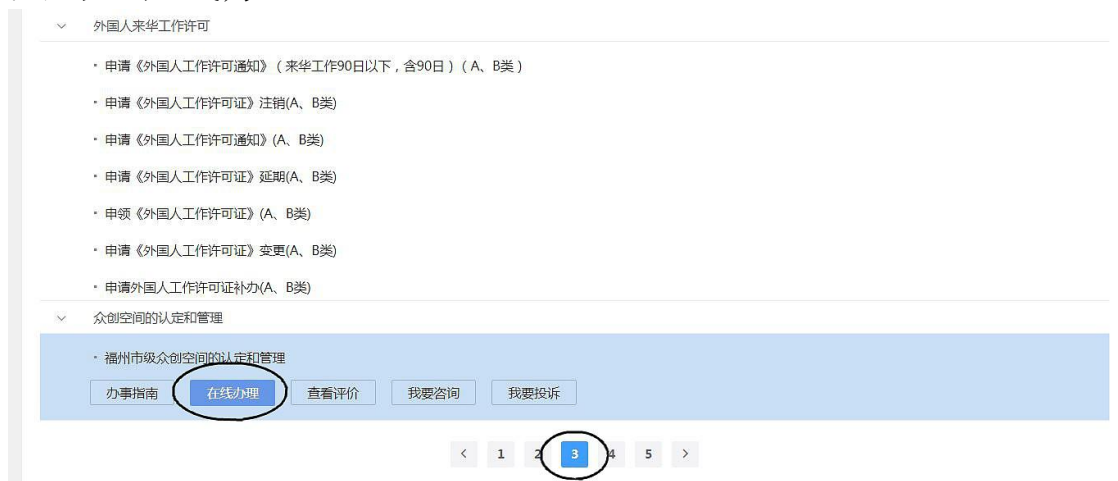 外国人来华工作许可
· 申请《外国人工作许可通知》（来华工作90日以下，含90日）（A、B类）
· 申请《外国人工作许可证》注销(A、B类)
· 申请《外国人工作许可通知》(A、B类)
· 申请《外国人工作许可证》延期(A、B类)
· 申领《外国人工作许可证》(A、B类)
· 申请《外国人工作许可证》变更(A、B类)
· 申请外国人工作许可证补办(A、B类)
众创空间的认定和管理
· 福州市级众创空间的认定和管理
办事指南 在线办理 查看评价 我要咨询 我要投诉
< 1 2 3 4 5 >